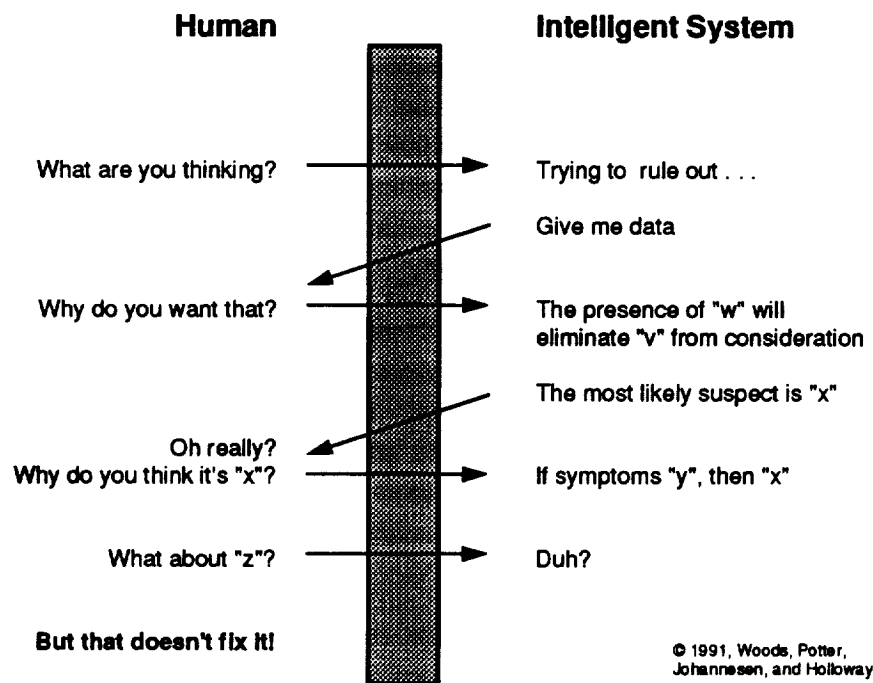 Human
Intelligent System
What are you thinking?
Trying to rule out . . .
Give me data
Why do you want that?
The presence of "w" will
eliminate "v" from consideration
The most likely suspect is "x"
Oh really?
Why do you think it's "x"?
If symptoms "y", then "x"
What about "z"?
Duh?
But that doesn't fix it!
© 1991, Woods, Potter,
Johannesen, and Holloway